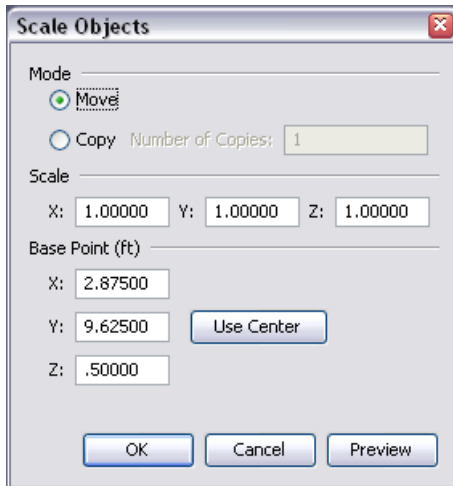 Scale Objects
Mode
Move
Copy Number of Copies: 1
Scale
X: 1.00000 Y: 1.00000 Z: 1.00000
Base Point (ft)
X: 2.87500
Y: 9.62500 Use Center
Z: .50000
OK Cancel Preview